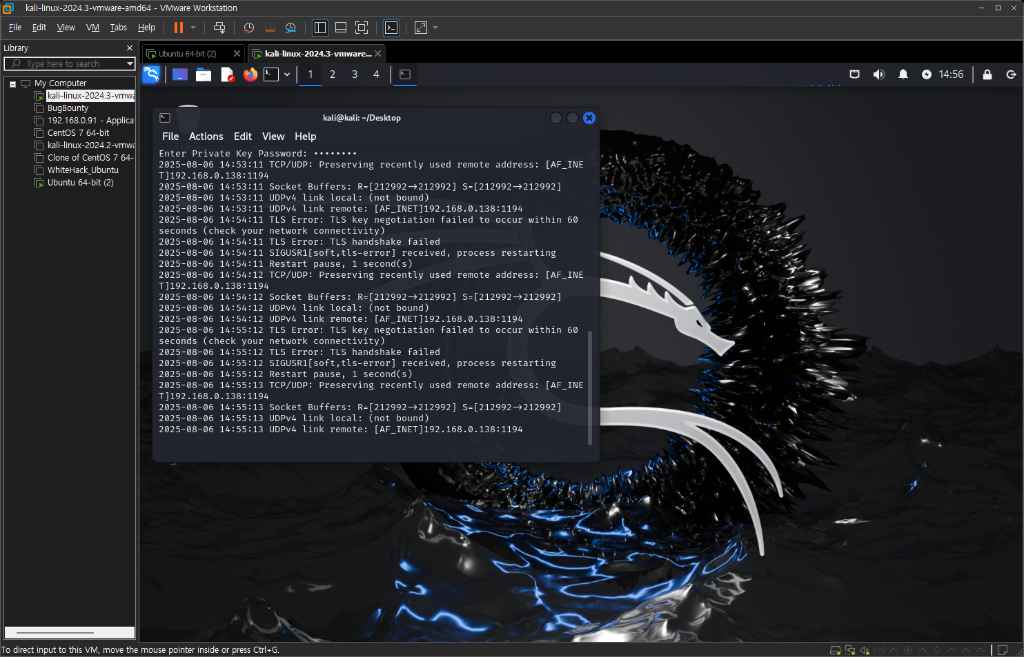 kali-linux-2024.3-vmware-amd64 - VMware Workstation
File Edit View VM Tabs Help
Library
Type here to search
My Computer
kali-linux-2024.3-vmwa
BugBounty
192.168.0.91 - Applica
CentOS 7 64-bit
kali-linux-2024.2-vmwa
Clone of CentOS 7 64-
WhiteHack_Ubuntu
Ubuntu 64-bit (2)
Ubuntu 64-bit (2)
kali-linux-2024.3-vmware...
1 2 3 4
14:56
kali@kali: ~/Desktop
File Actions Edit View Help
Enter Private Key Password: ••••••••
2025-08-06 14:53:11 TCP/UDP: Preserving recently used remote address: [AF_INE
T]192.168.0.138:1194
2025-08-06 14:53:11 Socket Buffers: R=[212992→212992] S=[212992→212992]
2025-08-06 14:53:11 UDPv4 link local: (not bound)
2025-08-06 14:53:11 UDPv4 link remote: [AF_INET]192.168.0.138:1194
2025-08-06 14:54:11 TLS Error: TLS key negotiation failed to occur within 60
seconds (check your network connectivity)
2025-08-06 14:54:11 TLS Error: TLS handshake failed
2025-08-06 14:54:11 SIGUSR1[soft,tls-error] received, process restarting
2025-08-06 14:54:11 Restart pause, 1 second(s)
2025-08-06 14:54:12 TCP/UDP: Preserving recently used remote address: [AF_INE
T]192.168.0.138:1194
2025-08-06 14:54:12 Socket Buffers: R=[212992→212992] S=[212992→212992]
2025-08-06 14:54:12 UDPv4 link local: (not bound)
2025-08-06 14:54:12 UDPv4 link remote: [AF_INET]192.168.0.138:1194
2025-08-06 14:55:12 TLS Error: TLS key negotiation failed to occur within 60
seconds (check your network connectivity)
2025-08-06 14:55:12 TLS Error: TLS handshake failed
2025-08-06 14:55:12 SIGUSR1[soft,tls-error] received, process restarting
2025-08-06 14:55:12 Restart pause, 1 second(s)
2025-08-06 14:55:13 TCP/UDP: Preserving recently used remote address: [AF_INE
T]192.168.0.138:1194
2025-08-06 14:55:13 Socket Buffers: R=[212992→212992] S=[212992→212992]
2025-08-06 14:55:13 UDPv4 link local: (not bound)
2025-08-06 14:55:13 UDPv4 link remote: [AF_INET]192.168.0.138:1194
To direct input to this VM, move the mouse pointer inside or press Ctrl+G.